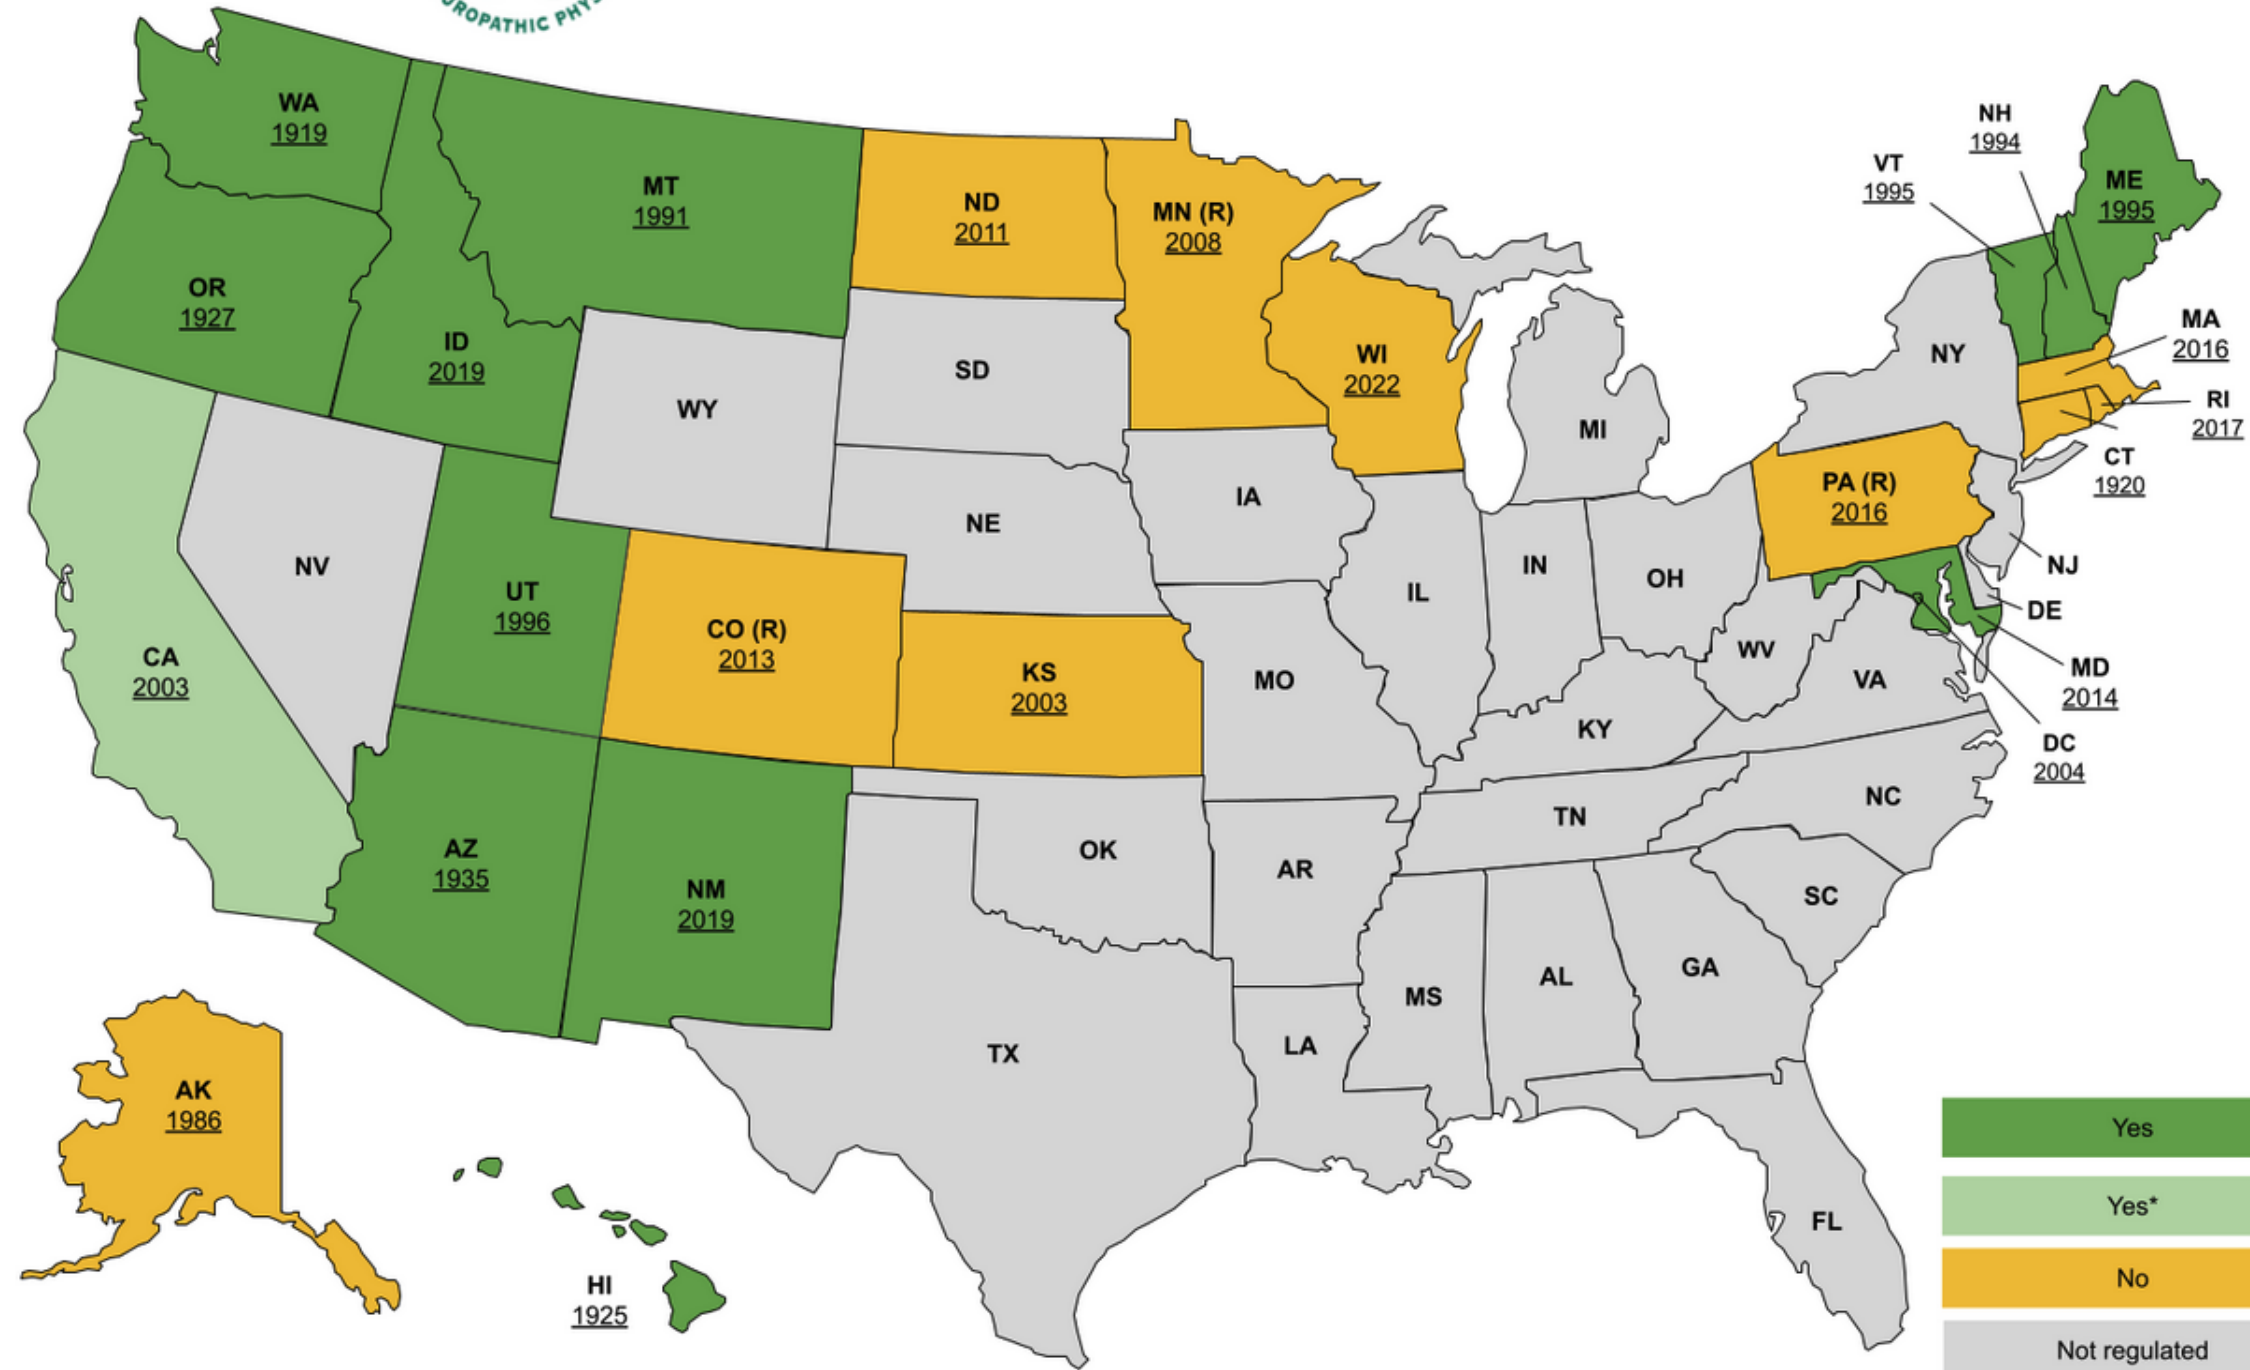 WA
1919
OR
1927
CA
2003
NV
ID
2019
MT
1991
WY
UT
1996
CO (R)
2013
AZ
1935
NM
2019
ND
2011
SD
NE
KS
2003
OK
TX
MN (R)
2008
IA
MO
AR
LA
WI
2022
IL
MI
IN
OH
KY
TN
MS
AL
GA
FL
SC
NC
VA
WV
PA (R)
2016
NY
VT
1995
NH
1994
ME
1995
MA
2016
RI
2017
CT
1920
NJ
DE
MD
2014
DC
2004
AK
1986
HI
1925
Yes
Yes*
No
Not regulated